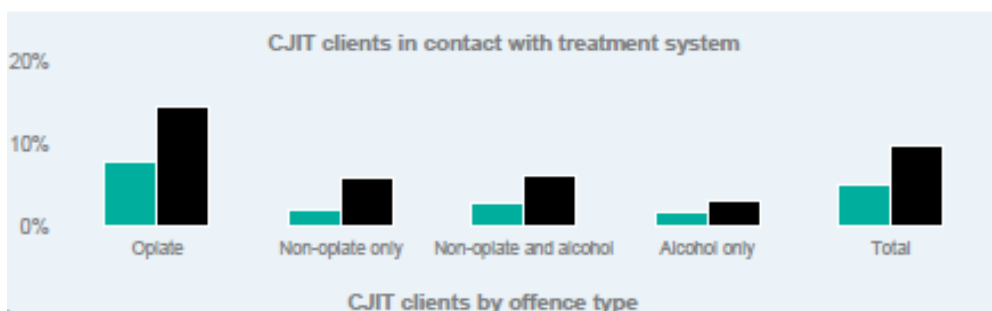 CJIT clients in contact with treatment system
20%
10%
0%
Opiate Non-opiate only Non-opiate and alcohol Alcohol only Total
CJIT clients by offence type